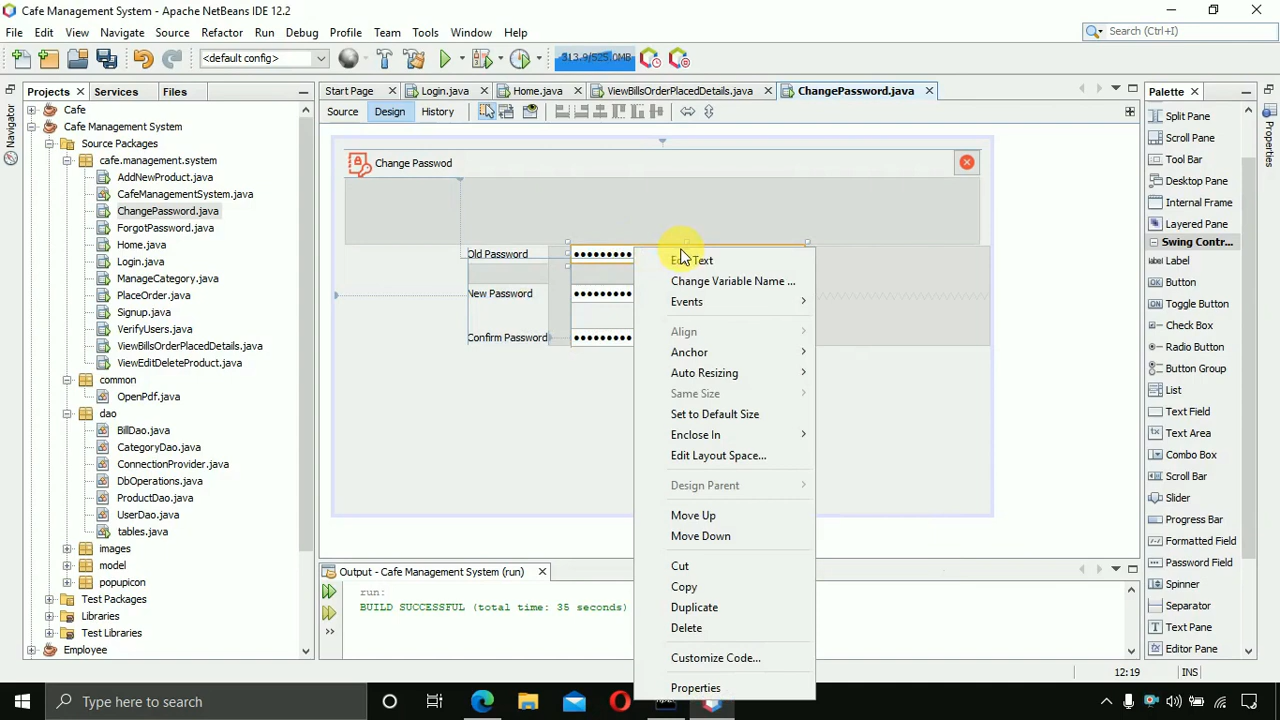 Cafe Management System - Apache NetBeans IDE 12.2
File Edit View Navigate Source Refactor Run Debug Profile Team Tools Window Help
Search (Ctrl+I)
<default config>
313.9/525.0MB
Projects Services Files
Start Page Login.java Home.java ViewBillsOrderPlacedDetails.java ChangePassword.java
Palette
Navigator
Properties
Source Design History
Cafe
Cafe Management System
Source Packages
cafe.management.system
AddNewProduct.java
CafeManagementSystem.java
ChangePassword.java
ForgotPassword.java
Home.java
Login.java
ManageCategory.java
PlaceOrder.java
Signup.java
VerifyUsers.java
ViewBillsOrderPlacedDetails.java
ViewEditDeleteProduct.java
common
OpenPdf.java
dao
BillDao.java
CategoryDao.java
ConnectionProvider.java
DbOperations.java
ProductDao.java
UserDao.java
tables.java
images
model
popupicon
Test Packages
Libraries
Test Libraries
Employee
Change Passwod
Old Password
New Password
Confirm Password
Text
Change Variable Name ...
Events
Align
Anchor
Auto Resizing
Same Size
Set to Default Size
Enclose In
Edit Layout Space...
Design Parent
Move Up
Move Down
Cut
Copy
Duplicate
Delete
Customize Code...
Properties
Split Pane
Scroll Pane
Tool Bar
Desktop Pane
Internal Frame
Layered Pane
Swing Contr...
Label
Button
Toggle Button
Check Box
Radio Button
Button Group
List
Text Field
Text Area
Combo Box
Scroll Bar
Slider
Progress Bar
Formatted Field
Password Field
Spinner
Separator
Text Pane
Editor Pane
Output - Cafe Management System (run)
run:
BUILD SUCCESSFUL (total time: 35 seconds)
12:19 INS
Type here to search